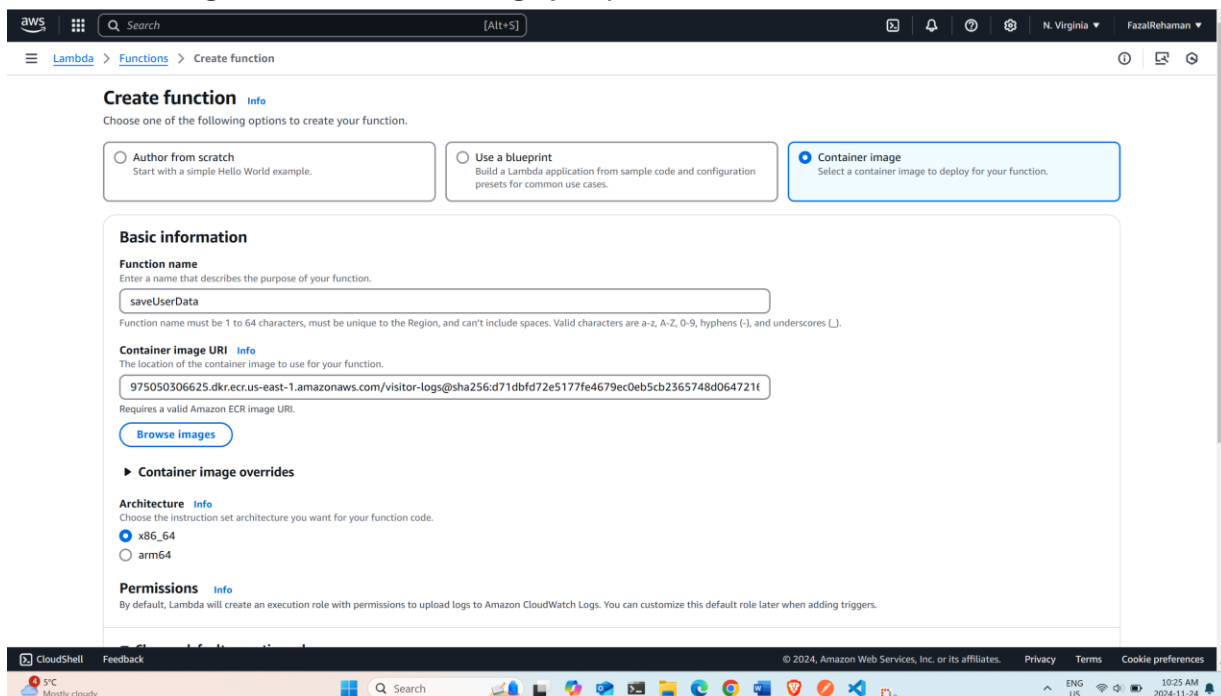 aws
Search
[Alt+S]
N. Virginia
FazalRehaman
Lambda
Functions
Create function
Create function Info
Choose one of the following options to create your function.
Author from scratch
Start with a simple Hello World example.
Use a blueprint
Build a Lambda application from sample code and configuration
presets for common use cases.
Container image
Select a container image to deploy for your function.
Basic information
Function name
Enter a name that describes the purpose of your function.
saveUserData
Function name must be 1 to 64 characters, must be unique to the Region, and can't include spaces. Valid characters are a-z, A-Z, 0-9, hyphens (-), and underscores (_).
Container image URI Info
The location of the container image to use for your function.
975050306625.dkr.ecr.us-east-1.amazonaws.com/visitor-logs@sha256:d71dbfd72e5177fe4679ec0eb5cb2365748d064721
Requires a valid Amazon ECR image URI.
Browse images
Container image overrides
Architecture Info
Choose the instruction set architecture you want for your function code.
x86_64
arm64
Permissions Info
By default, Lambda will create an execution role with permissions to upload logs to Amazon CloudWatch Logs. You can customize this default role later when adding triggers.
CloudShell
Feedback
© 2024, Amazon Web Services, Inc. or its affiliates.
Privacy
Terms
Cookie preferences
4
5°C
Mostly cloudy
Search
ENG
US
10:25 AM
2024-11-24